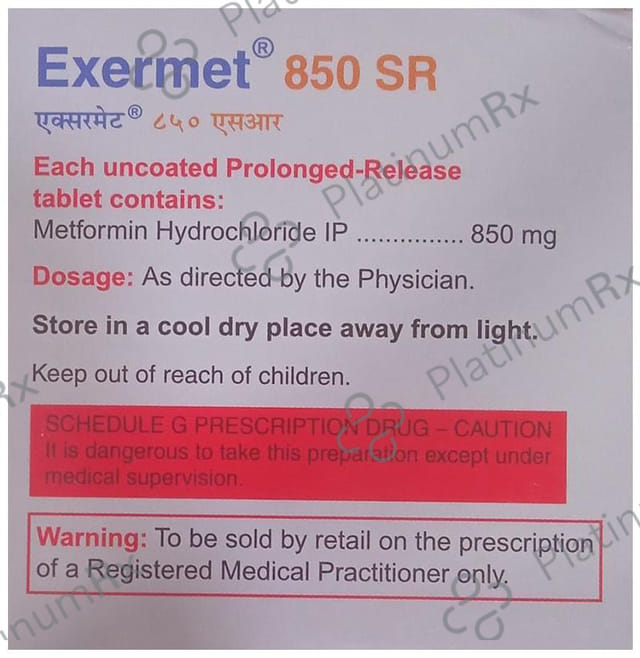 Exermet® 850 SR
एक्सरमेट® ८५० एसआर
Each uncoated Prolonged-Release
tablet contains:
Metformin Hydrochloride IP ............... 850 mg
Dosage: As directed by the Physician.
Store in a cool dry place away from light.
Keep out of reach of children.
SCHEDULE G PRESCRIPTION DRUG – CAUTION
It is dangerous to take this preparation except under
medical supervision.
Warning: To be sold by retail on the prescription
of a Registered Medical Practitioner only.
PlatinumRx
PlatinumRx
PlatinumRx